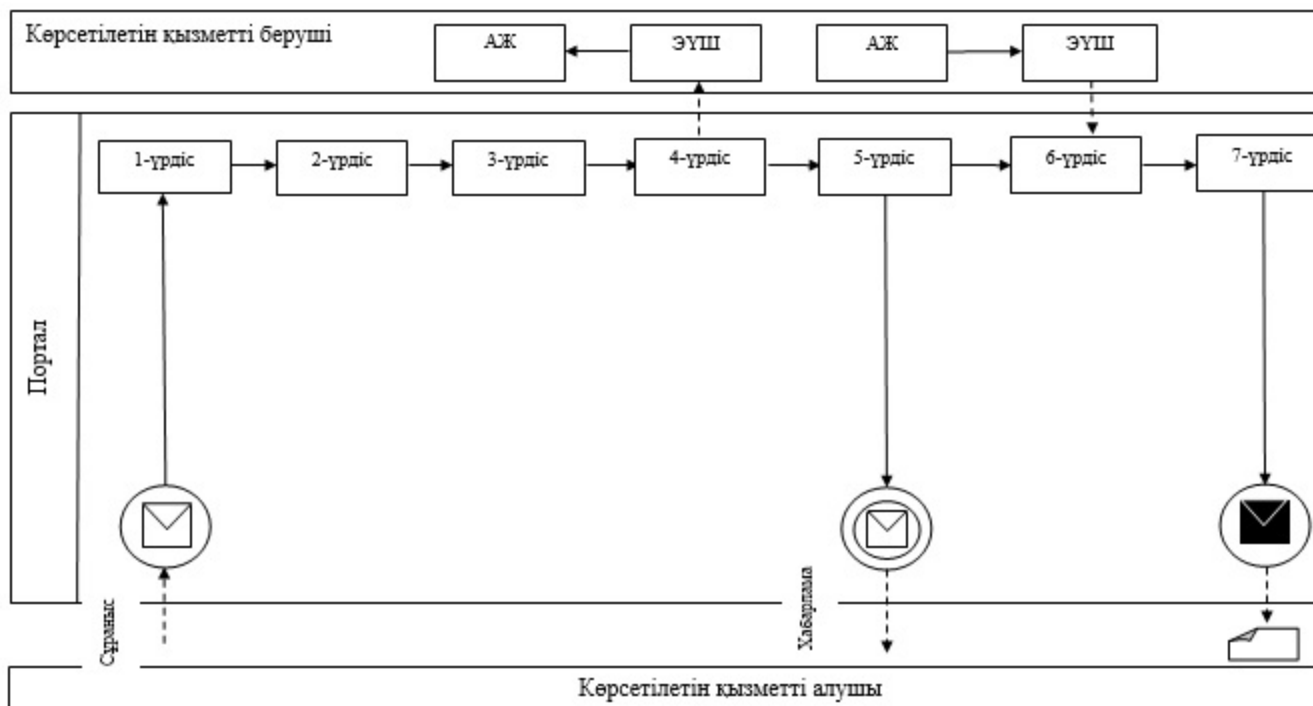 Көрсетілетін қызметті беруші
АЖ
ЭҮШ
АЖ
ЭҮШ
1-үрдіс
2-үрдіс
3-үрдіс
4-үрдіс
5-үрдіс
6-үрдіс
7-үрдіс
Портал
Сұраныс
Хабарлама
Көрсетілетін қызметті алушы